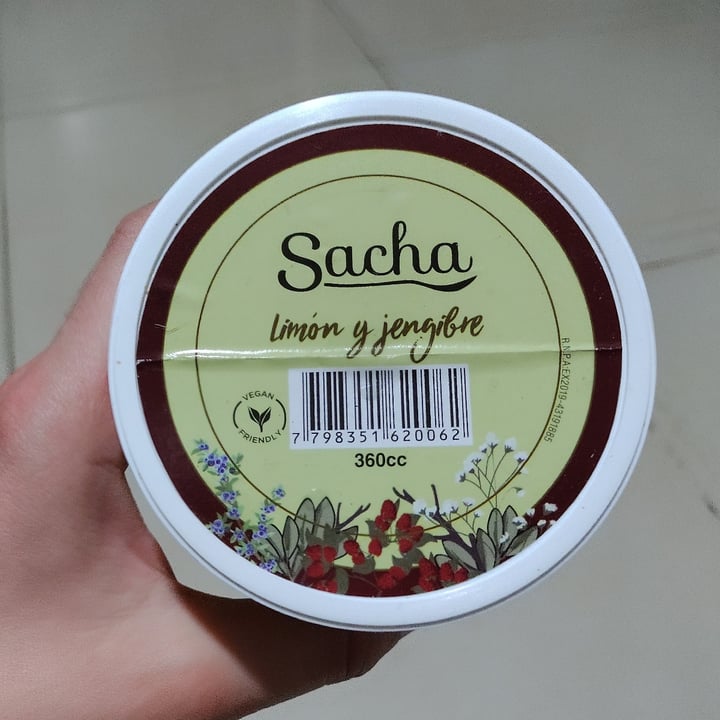 Sacha
Limón y jengibre
VEGAN
FRIENDLY
7 798351 620062
360cc
R.N.P.A:EX2019-43191885